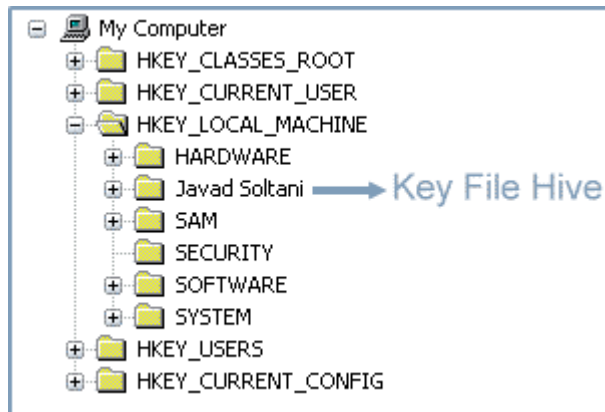 My Computer
HKEY_CLASSES_ROOT
HKEY_CURRENT_USER
HKEY_LOCAL_MACHINE
HARDWARE
Javad Soltani Key File Hive
SAM
SECURITY
SOFTWARE
SYSTEM
HKEY_USERS
HKEY_CURRENT_CONFIG